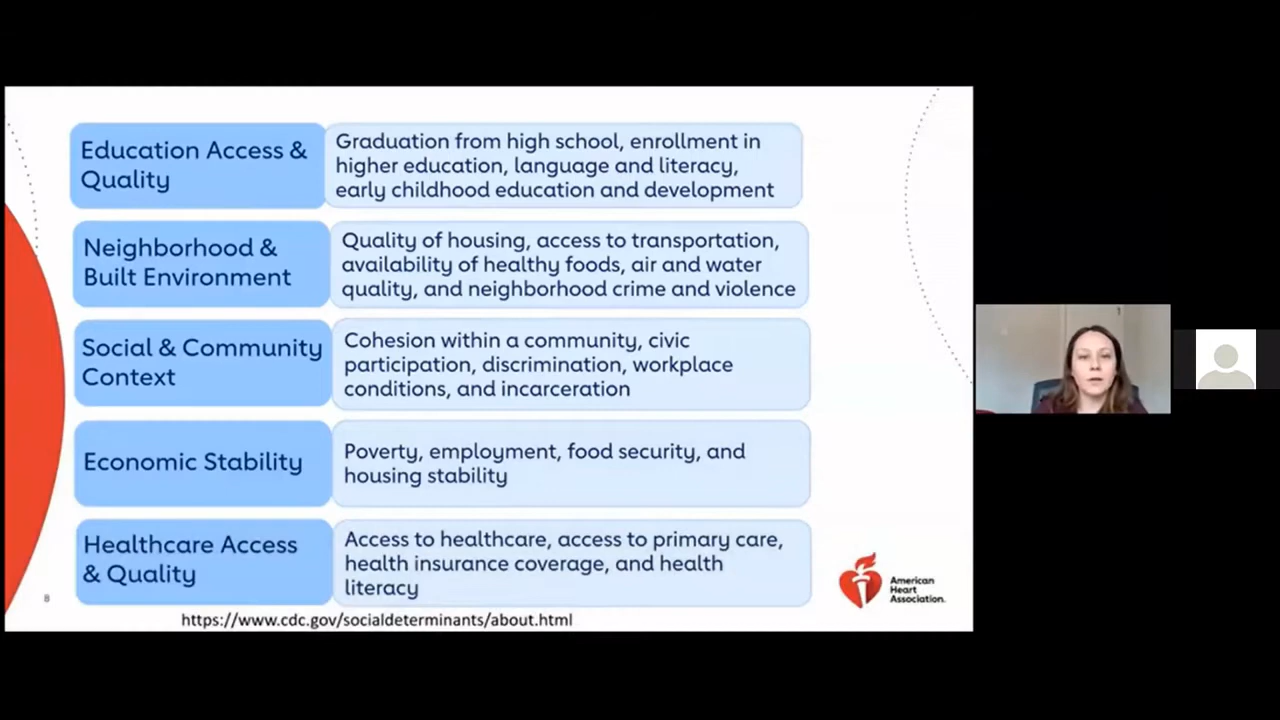 Education Access &
Quality
Graduation from high school, enrollment in
higher education, language and literacy,
early childhood education and development
Neighborhood &
Built Environment
Quality of housing, access to transportation,
availability of healthy foods, air and water
quality, and neighborhood crime and violence
Social & Community
Context
Cohesion within a community, civic
participation, discrimination, workplace
conditions, and incarceration
Economic Stability
Poverty, employment, food security, and
housing stability
Healthcare Access
& Quality
Access to healthcare, access to primary care,
health insurance coverage, and health
literacy
8
https://www.cdc.gov/socialdeterminants/about.html
American
Heart
Association.